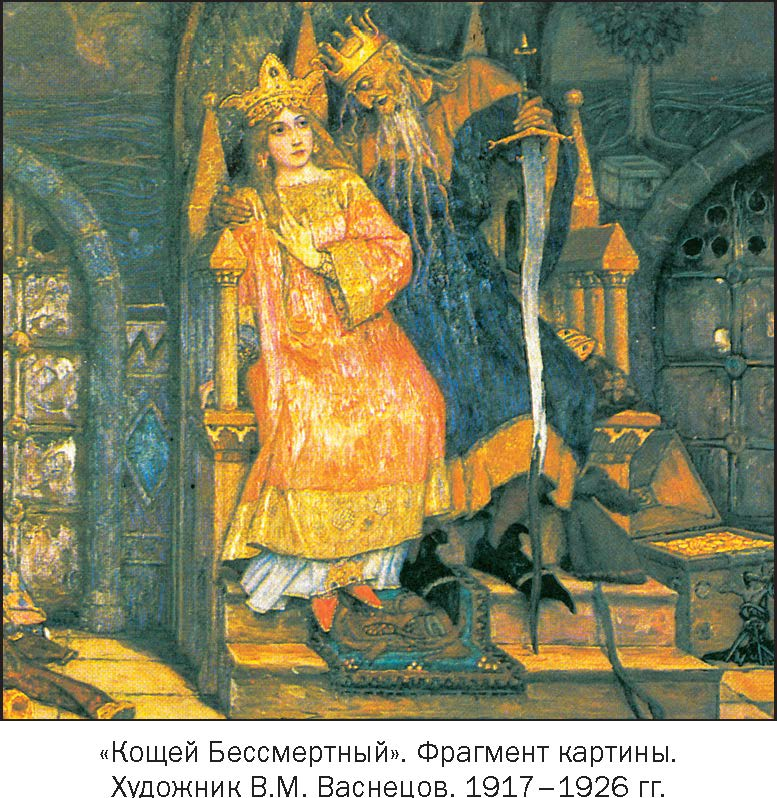 «Кощей Бессмертный». Фрагмент картины.
Художник В.М. Васнецов. 1917–1926 гг.